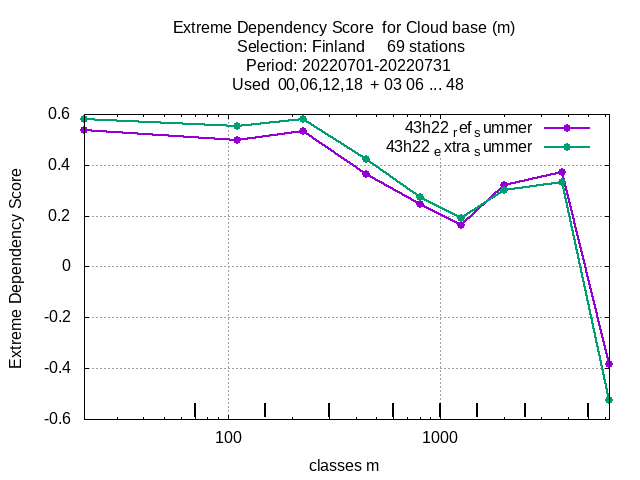 Extreme Dependency Score  for Cloud base (m)
Selection: Finland     69 stations
Period: 20220701-20220731
Used  00,06,12,18  + 03 06 ... 48
43h22 ref summer
43h22 extra summer
0.6
0.4
0.2
0
-0.2
-0.4
-0.6
Extreme Dependency Score
100
1000
classes m